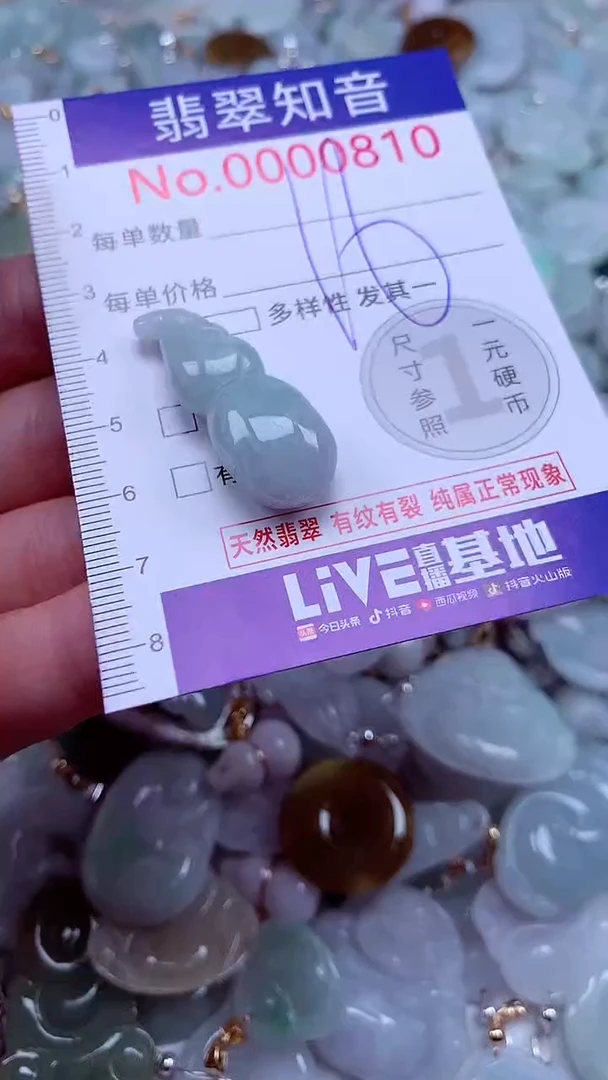 翡翠知音
No.0000810
每单数量
每单价格
多样性 发其一
一元硬币
1
尺寸参照
有
天然翡翠 有纹有裂 纯属正常现象
LiVE直播基地
头条 今日头条 抖音 西瓜视频 抖音火山版
0
1
2
3
4
5
6
7
8